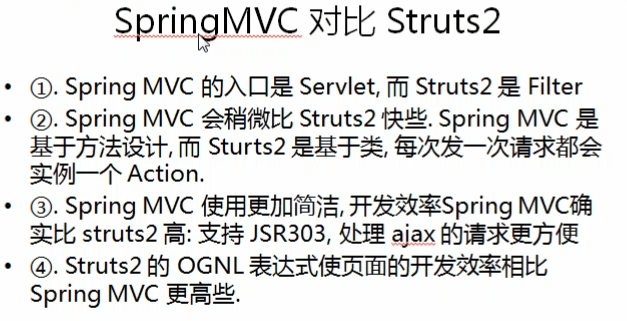 SpringMVC 对比 Struts2
• ①. Spring MVC 的入口是 Servlet, 而 Struts2 是 Filter
• ②. Spring MVC 会稍微比 Struts2 快些. Spring MVC 是
基于方法设计, 而 Sturts2 是基于类, 每次发一次请求都会
实例一个 Action.
• ③. Spring MVC 使用更加简洁, 开发效率Spring MVC确
实比 struts2 高: 支持 JSR303, 处理 ajax 的请求更方便
• ④. Struts2 的 OGNL 表达式使页面的开发效率相比
Spring MVC 更高些.